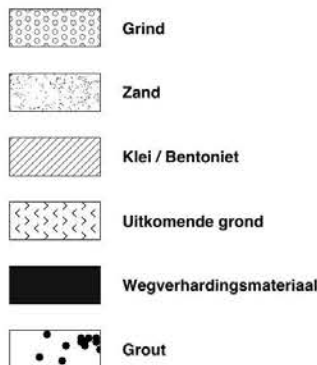 Grind
Zand
Klei / Bentoniet
Uitkomende grond
Wegverhardingsmateriaal
Grout